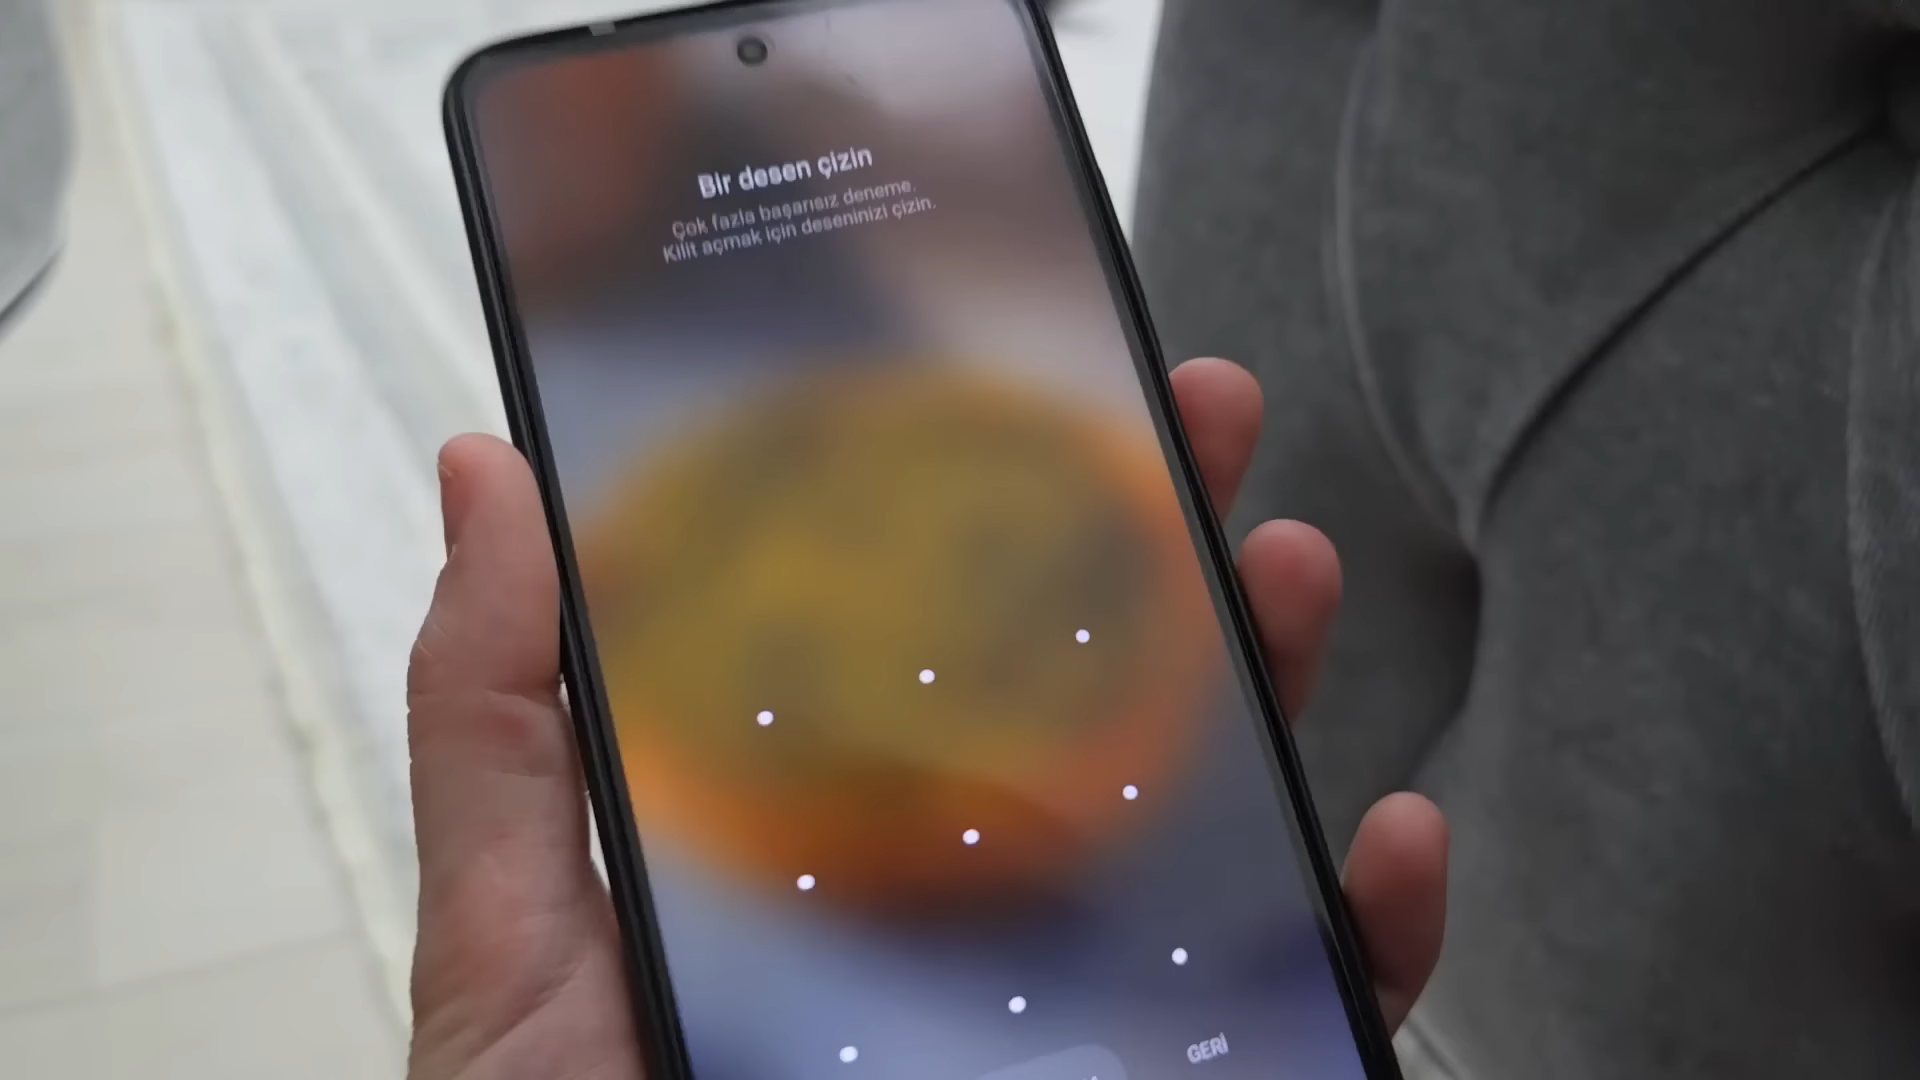 Bir desen çizin
Çok fazla başarısız deneme.
Kilit açmak için deseninizi çizin.
GERİ